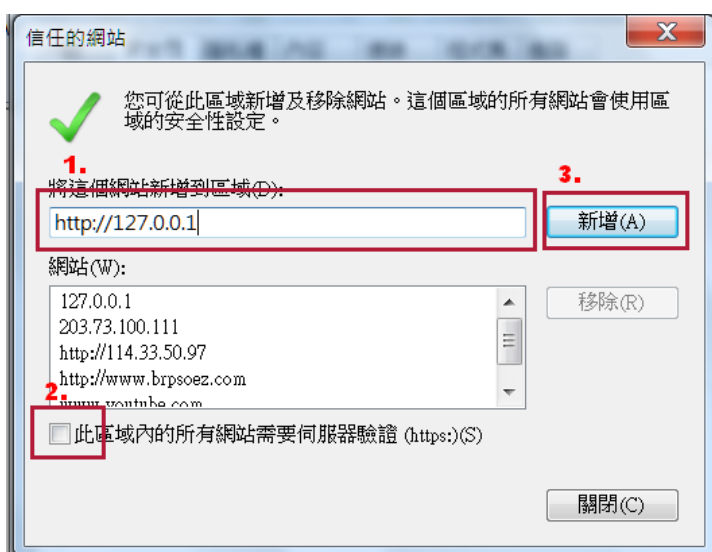 信任的網站
您可從此區域新增及移除網站。這個區域的所有網站會使用區
域的安全性設定。
1.
將這個網站新增到區域(D):
3.
http://127.0.0.1
新增(A)
網站(W):
127.0.0.1
203.73.100.111
http://114.33.50.97
http://www.brpsoez.com
www.youtube.com
移除(R)
2.
此區域內的所有網站需要伺服器驗證 (https:)(S)
關閉(C)